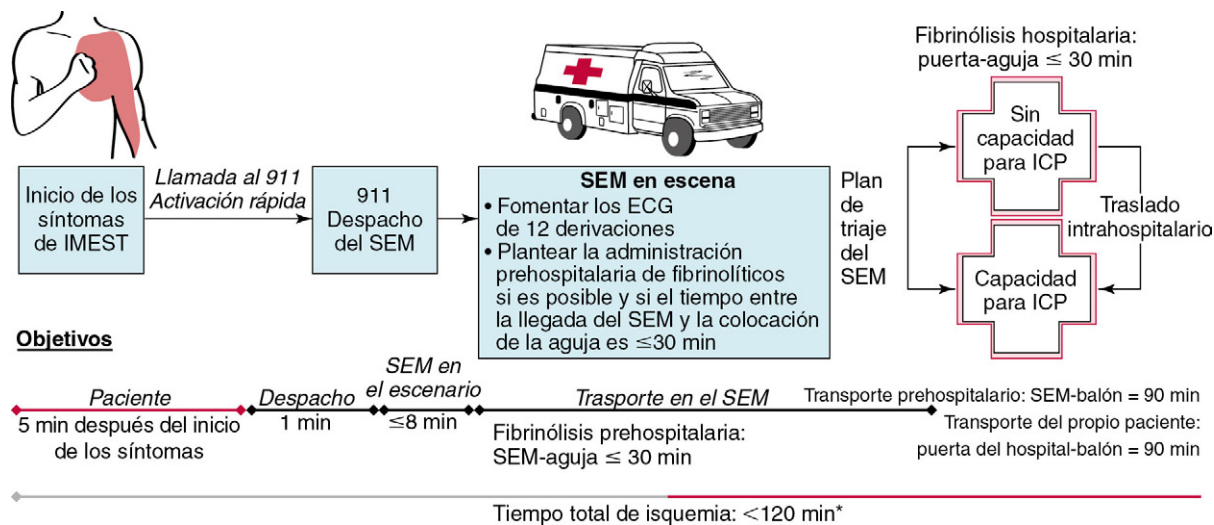 Inicio de los
síntomas
de IMEST
Llamada al 911
Activación rápida
911
Despacho
del SEM
SEM en escena
• Fomentar los ECG
de 12 derivaciones
• Plantear la administración
prehospitalaria de fibrinolíticos
si es posible y si el tiempo entre
la llegada del SEM y la colocación
de la aguja es ≤30 min
Plan
de
triaje
del
SEM
Fibrinólisis hospitalaria:
puerta-aguja ≤ 30 min
Sin
capacidad
para ICP
Traslado
intrahospitalario
Capacidad
para ICP
Objetivos
Paciente
5 min después del inicio
de los síntomas
Despacho
1 min
SEM en
el escenario
≤8 min
Trasporte en el SEM
Fibrinólisis prehospitalaria:
SEM-aguja ≤ 30 min
Transporte prehospitalario: SEM-balón = 90 min
Transporte del propio paciente:
puerta del hospital-balón = 90 min
Tiempo total de isquemia: <120 min*